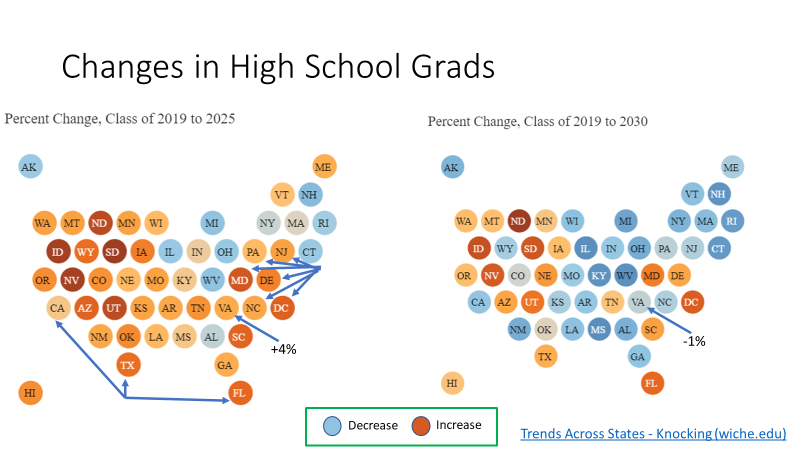 Changes in High School Grads
Percent Change, Class of 2019 to 2025
AK ME
VT NH
WA MT ND MN WI MI NY MA RI
ID WY SD IA IL IN OH PA NJ CT
OR NV CO NE MO KY WV MD DE
CA AZ UT KS AR TN VA NC DC
NM OK LA MS AL SC
+4%
TX GA
HI FL
Percent Change, Class of 2019 to 2030
AK ME
VT NH
WA MT ND MN WI MI NY MA RI
ID WY SD IA IL IN OH PA NJ CT
OR NV CO NE MO KY WV MD DE
CA AZ UT KS AR TN VA NC DC
NM OK LA MS AL SC
-1%
TX GA
HI FL
Decrease Increase
Trends Across States - Knocking (wiche.edu)